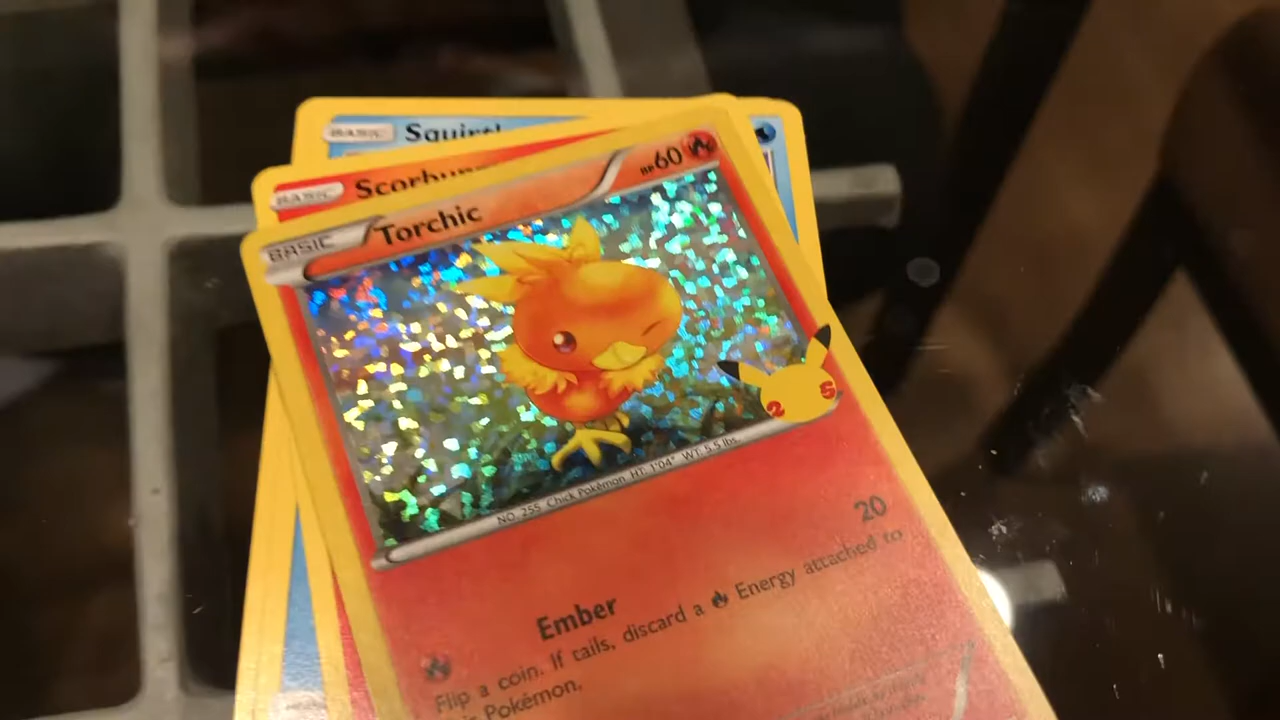 BASIC Squirtl
BASIC Scorbun
BASIC Torchic HP60
25
NO. 255 Chick Pokémon HT: 1'04" WT: 5.5 lbs.
Ember 20
Flip a coin. If tails, discard a Energy attached to
Pokémon.